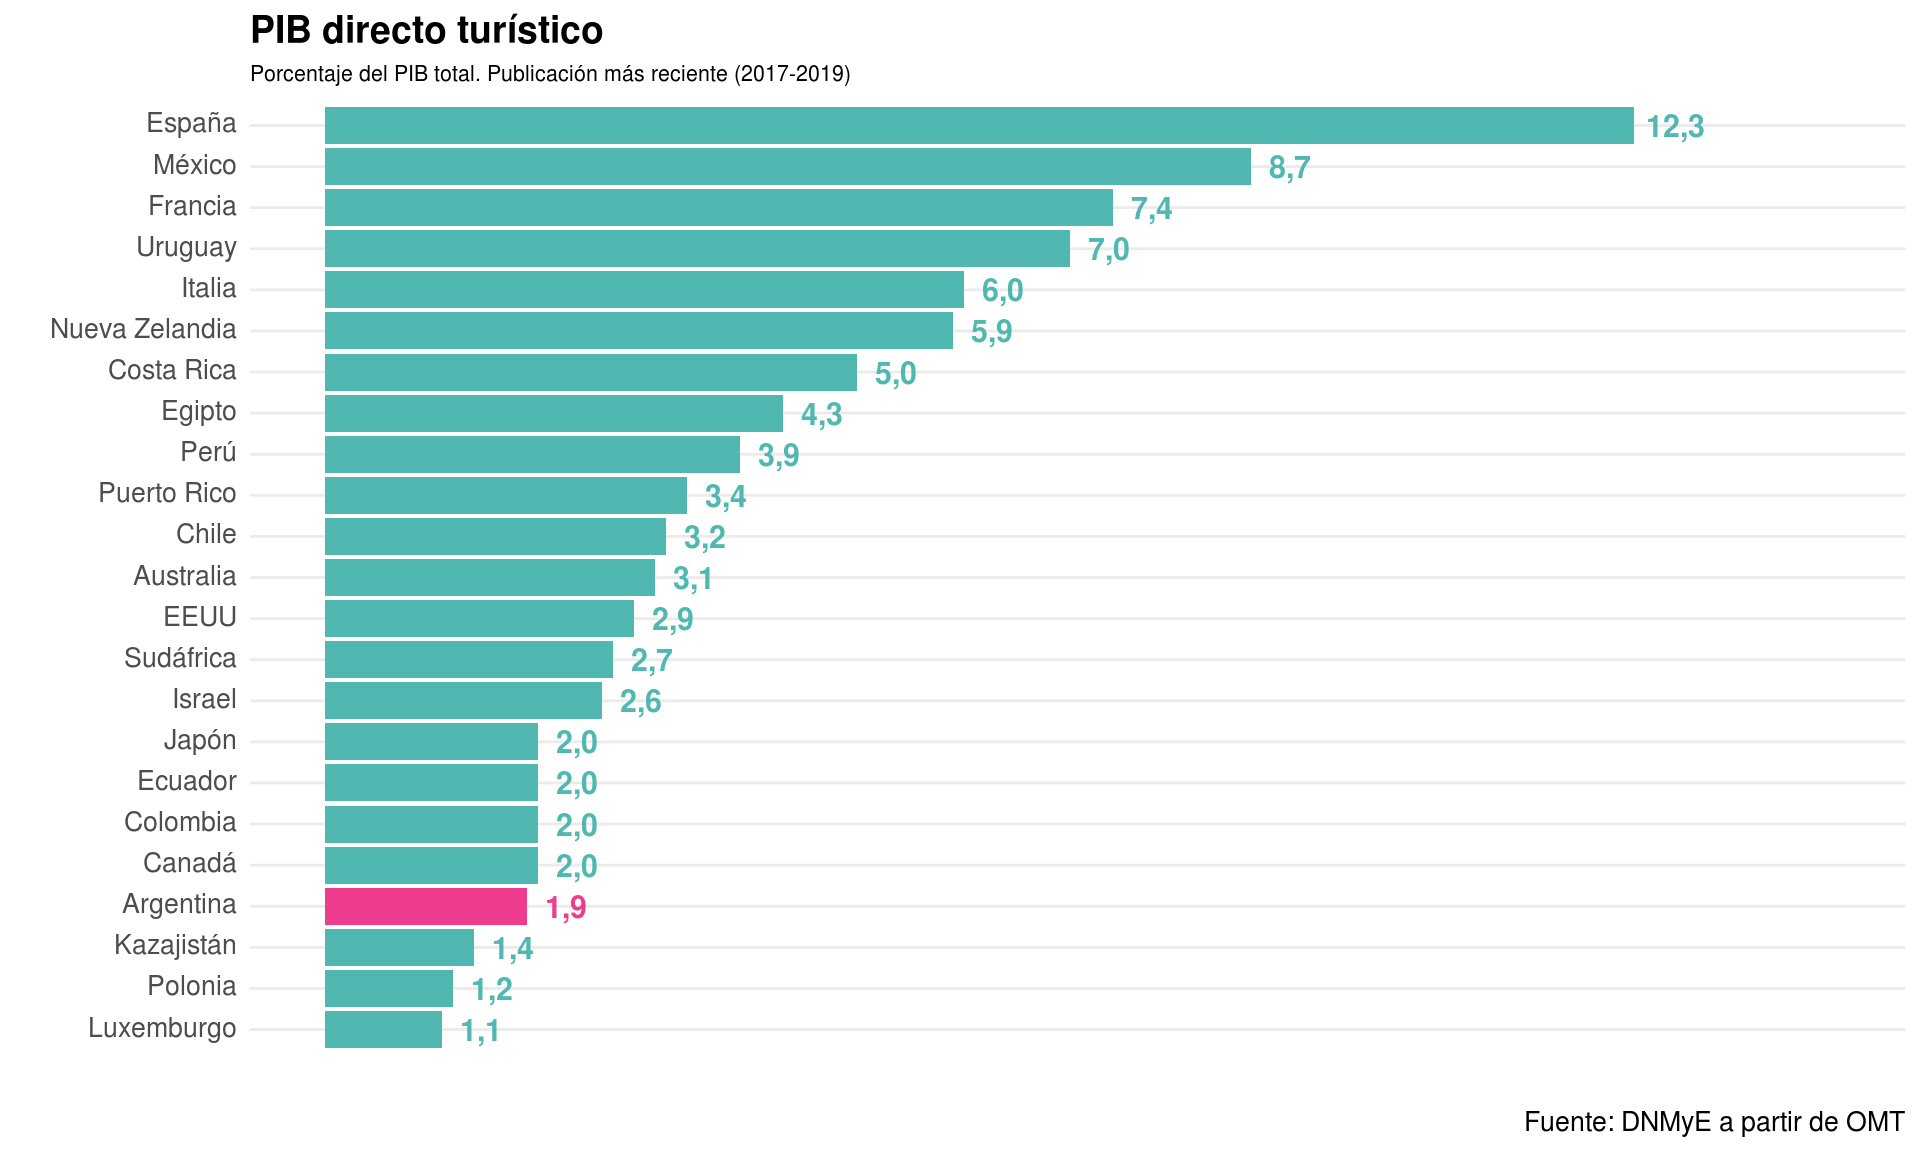 PIB directo turístico
Porcentaje del PIB total. Publicación más reciente (2017-2019)
España 12,3
México 8,7
Francia 7,4
Uruguay 7,0
Italia 6,0
Nueva Zelandia 5,9
Costa Rica 5,0
Egipto 4,3
Perú 3,9
Puerto Rico 3,4
Chile 3,2
Australia 3,1
EEUU 2,9
Sudáfrica 2,7
Israel 2,6
Japón 2,0
Ecuador 2,0
Colombia 2,0
Canadá 2,0
Argentina 1,9
Kazajistán 1,4
Polonia 1,2
Luxemburgo 1,1
Fuente: DNMyE a partir de OMT